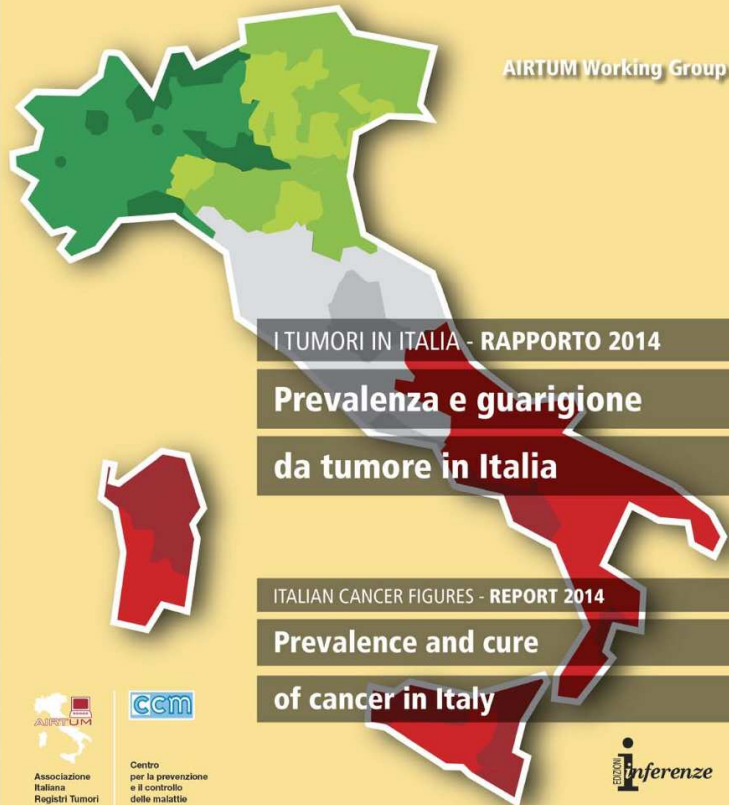 AIRTUM Working Group
I TUMORI IN ITALIA - RAPPORTO 2014
Prevalenza e guarigione
da tumore in Italia
ITALIAN CANCER FIGURES - REPORT 2014
Prevalence and cure
of cancer in Italy
AIRTUM
Associazione
Italiana
Registri Tumori
ccm
Centro
per la prevenzione
e il controllo
delle malattie
EDIZIONI
inferenze